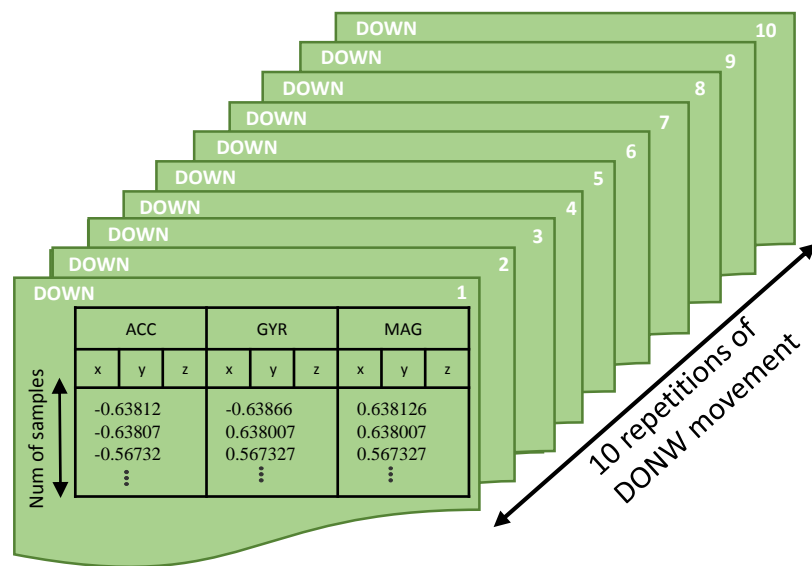 DOWN 10
DOWN 9
DOWN 8
DOWN 7
DOWN 6
DOWN 5
DOWN 4
DOWN 3
DOWN 2
DOWN 1
ACC GYR MAG
x y z x y z x y z
-0.63812 -0.63866 0.638126
-0.63807 0.638007 0.638007
-0.56732 0.567327 0.567327
Num of samples
10 repetitions of
DONW movement